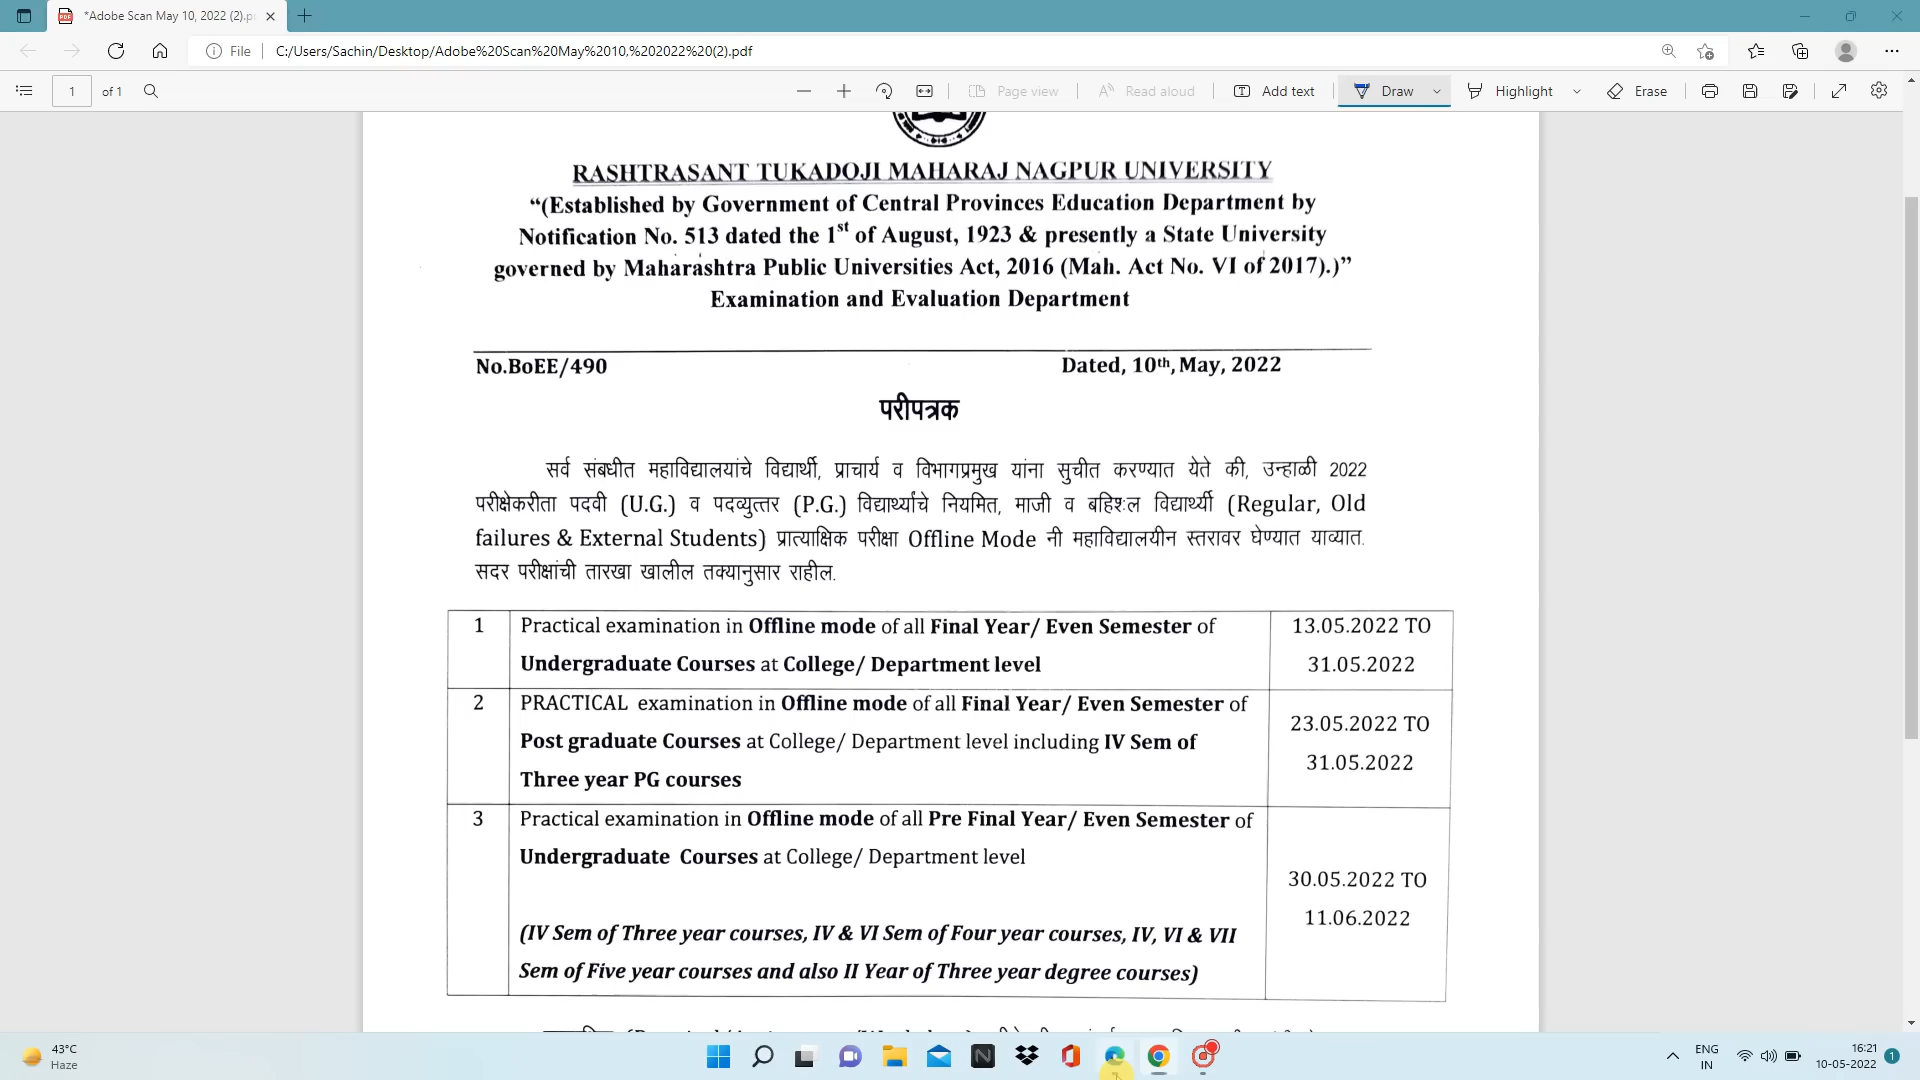 *Adobe Scan May 10, 2022 (2).p
File
C:/Users/Sachin/Desktop/Adobe%20Scan%20May%2010,%202022%20(2).pdf
1 of 1
Page view
Read aloud
Add text
Draw
Highlight
Erase
RASHTRASANT TUKADOJI MAHARAJ NAGPUR UNIVERSITY
“(Established by Government of Central Provinces Education Department by
Notification No. 513 dated the 1st of August, 1923 & presently a State University
governed by Maharashtra Public Universities Act, 2016 (Mah. Act No. VI of 2017).)”
Examination and Evaluation Department
No.BoEE/490
Dated, 10th, May, 2022
परीपत्रक
सर्व संबधीत महाविद्यालयांचे विद्यार्थी, प्राचार्य व विभागप्रमुख यांना सुचीत करण्यात येते की, उन्हाळी 2022
परीक्षेकरीता पदवी (U.G.) व पदव्युत्तर (P.G.) विद्यार्थ्यांचे नियमित, माजी व बहिशःल विद्यार्थ्यी (Regular, Old
failures & External Students) प्रात्याक्षिक परीक्षा Offline Mode नी महाविद्यालयीन स्तरावर घेण्यात याव्यात.
सदर परीक्षांची तारखा खालील तक्यानुसार राहील.
1
Practical examination in Offline mode of all Final Year/ Even Semester of
Undergraduate Courses at College/ Department level
13.05.2022 TO
31.05.2022
2
PRACTICAL examination in Offline mode of all Final Year/ Even Semester of
Post graduate Courses at College/ Department level including IV Sem of
Three year PG courses
23.05.2022 TO
31.05.2022
3
Practical examination in Offline mode of all Pre Final Year/ Even Semester of
Undergraduate Courses at College/ Department level
(IV Sem of Three year courses, IV & VI Sem of Four year courses, IV, VI & VII
Sem of Five year courses and also II Year of Three year degree courses)
30.05.2022 TO
11.06.2022
43°C
Haze
ENG
IN
16:21
10-05-2022
1